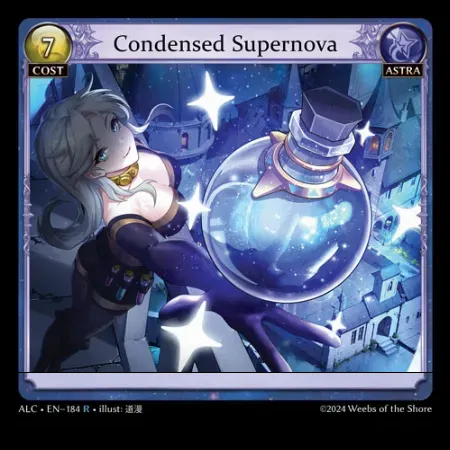 7
Condensed Supernova
COST
ASTRA
ALC • EN-184 R • illust: 道漫
©2024 Weebs of the Shore